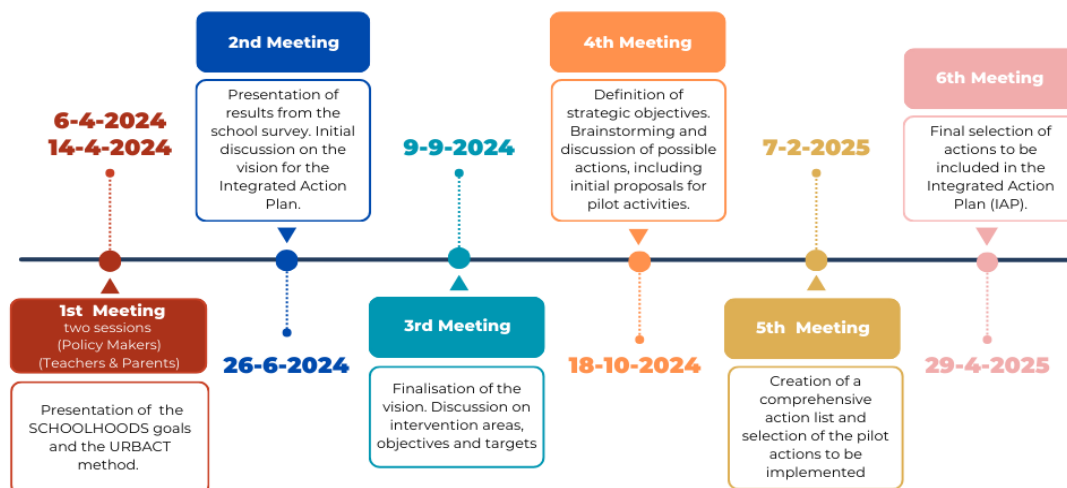 6-4-2024
14-4-2024
1st Meeting
two sessions
(Policy Makers)
(Teachers & Parents)
Presentation of the
SCHOOLHOODS goals
and the URBACT
method.
2nd Meeting
Presentation of
results from the
school survey. Initial
discussion on the
vision for the
Integrated Action
Plan.
26-6-2024
9-9-2024
3rd Meeting
Finalisation of the
vision. Discussion on
intervention areas,
objectives and targets
4th Meeting
Definition of
strategic objectives.
Brainstorming and
discussion of possible
actions, including
initial proposals for
pilot activities.
18-10-2024
7-2-2025
5th Meeting
Creation of a
comprehensive
action list and
selection of the pilot
actions to be
implemented
6th Meeting
Final selection of
actions to be
included in the
Integrated Action
Plan (IAP).
29-4-2025